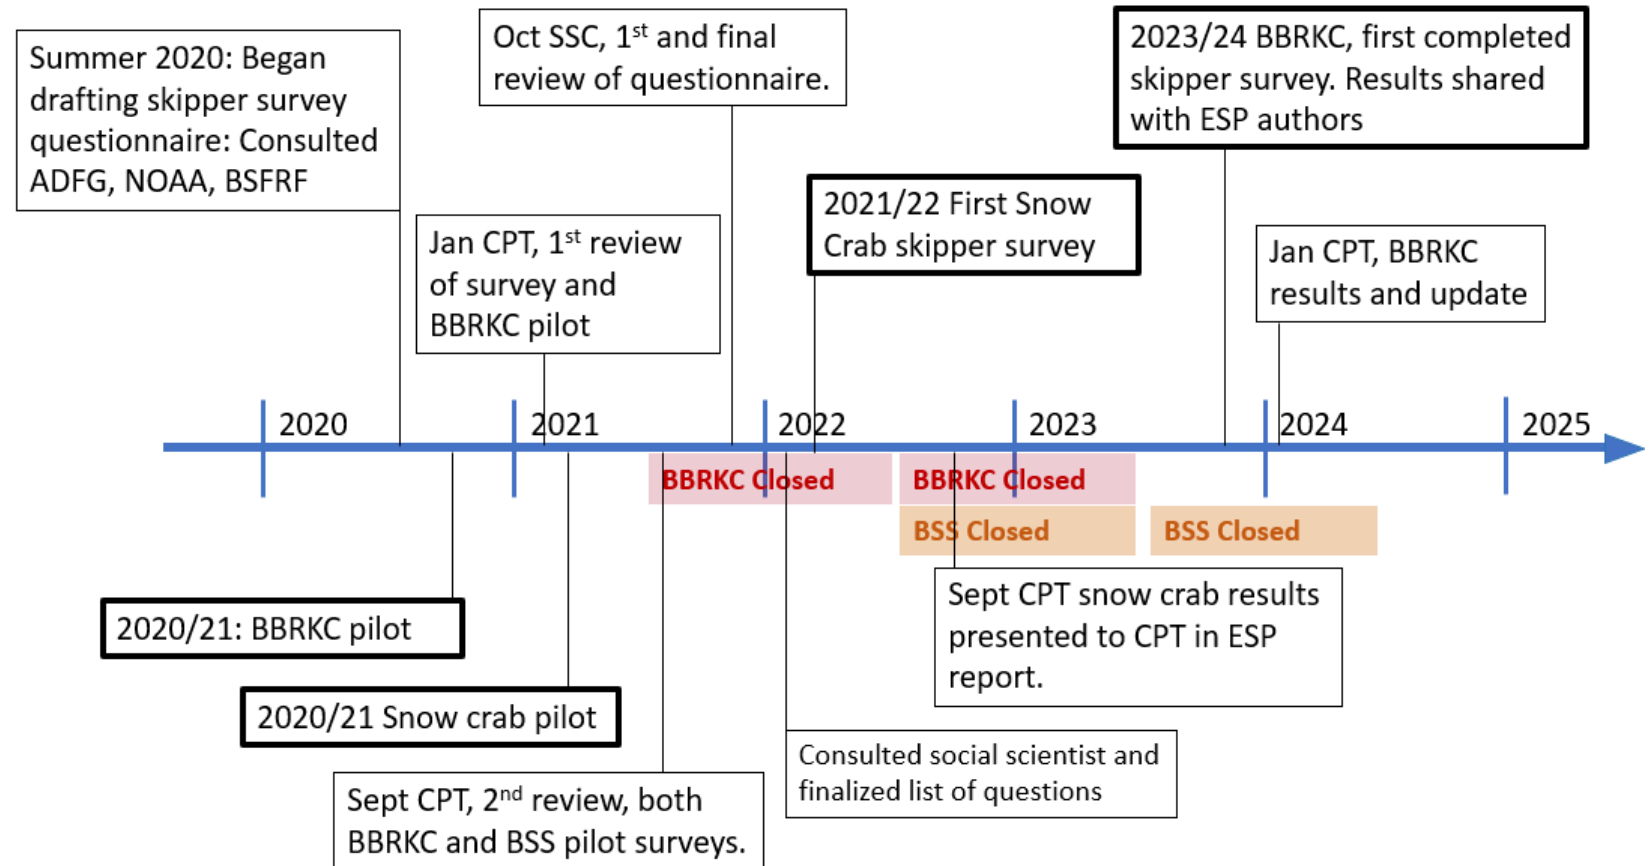 Summer 2020: Began
drafting skipper survey
questionnaire: Consulted
ADFG, NOAA, BSFRF
Oct SSC, 1st and final
review of questionnaire.
2023/24 BBRKC, first completed
skipper survey. Results shared
with ESP authors
Jan CPT, 1st review
of survey and
BBRKC pilot
2021/22 First Snow
Crab skipper survey
Jan CPT, BBRKC
results and update
2020
2021
2022
2023
2024
2025
BBRKC Closed
BBRKC Closed
BSS Closed
BSS Closed
2020/21: BBRKC pilot
2020/21 Snow crab pilot
Sept CPT snow crab results
presented to CPT in ESP
report.
Consulted social scientist and
finalized list of questions
Sept CPT, 2nd review, both
BBRKC and BSS pilot surveys.